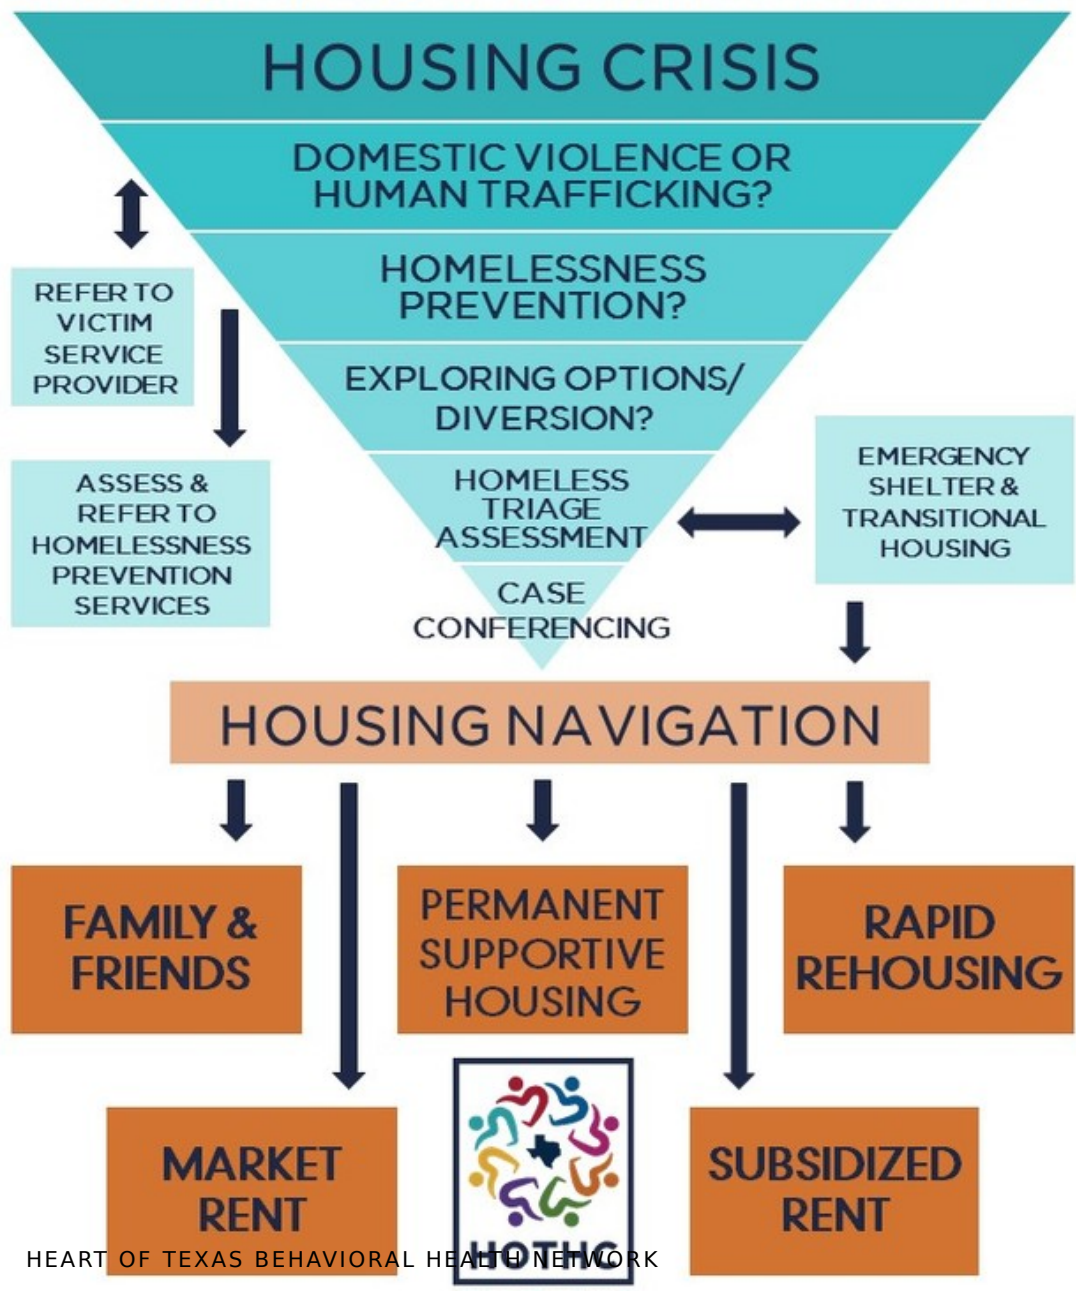 HOUSING CRISIS
DOMESTIC VIOLENCE OR
HUMAN TRAFFICKING?
HOMELESSNESS
PREVENTION?
REFER TO
VICTIM
SERVICE
PROVIDER
EXPLORING OPTIONS/
DIVERSION?
ASSESS &
REFER TO
HOMELESSNESS
PREVENTION
SERVICES
HOMELESS
TRIAGE
ASSESSMENT
EMERGENCY
SHELTER &
TRANSITIONAL
HOUSING
CASE
CONFERENCING
HOUSING NAVIGATION
FAMILY &
FRIENDS
PERMANENT
SUPPORTIVE
HOUSING
RAPID
REHOUSING
MARKET
RENT
SUBSIDIZED
RENT
HOTHC
HEART OF TEXAS BEHAVIORAL HEALTH NETWORK